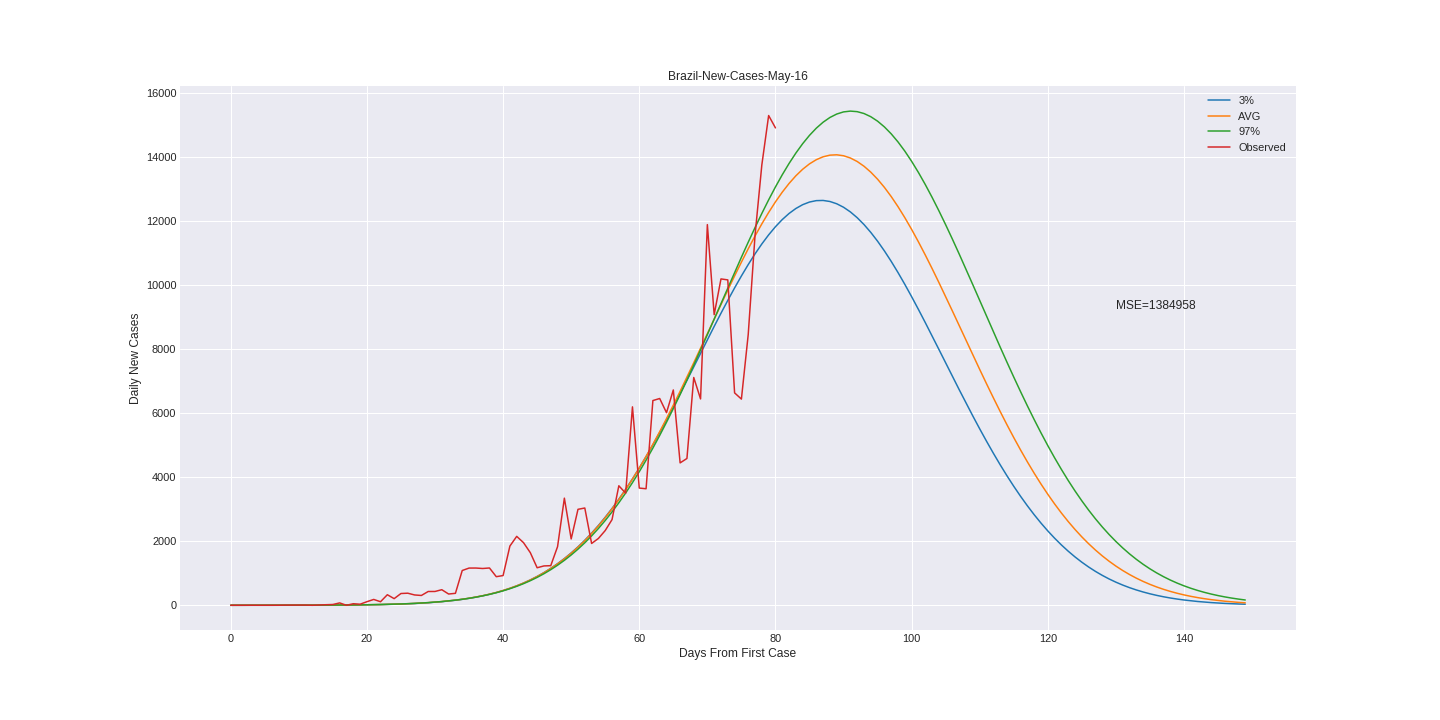 Brazil-New-Cases-May-16
16000
14000
12000
10000
8000
6000
4000
2000
0
Daily New Cases
3%
AVG
97%
Observed
MSE=1384958
0 20 40 60 80 100 120 140
Days From First Case